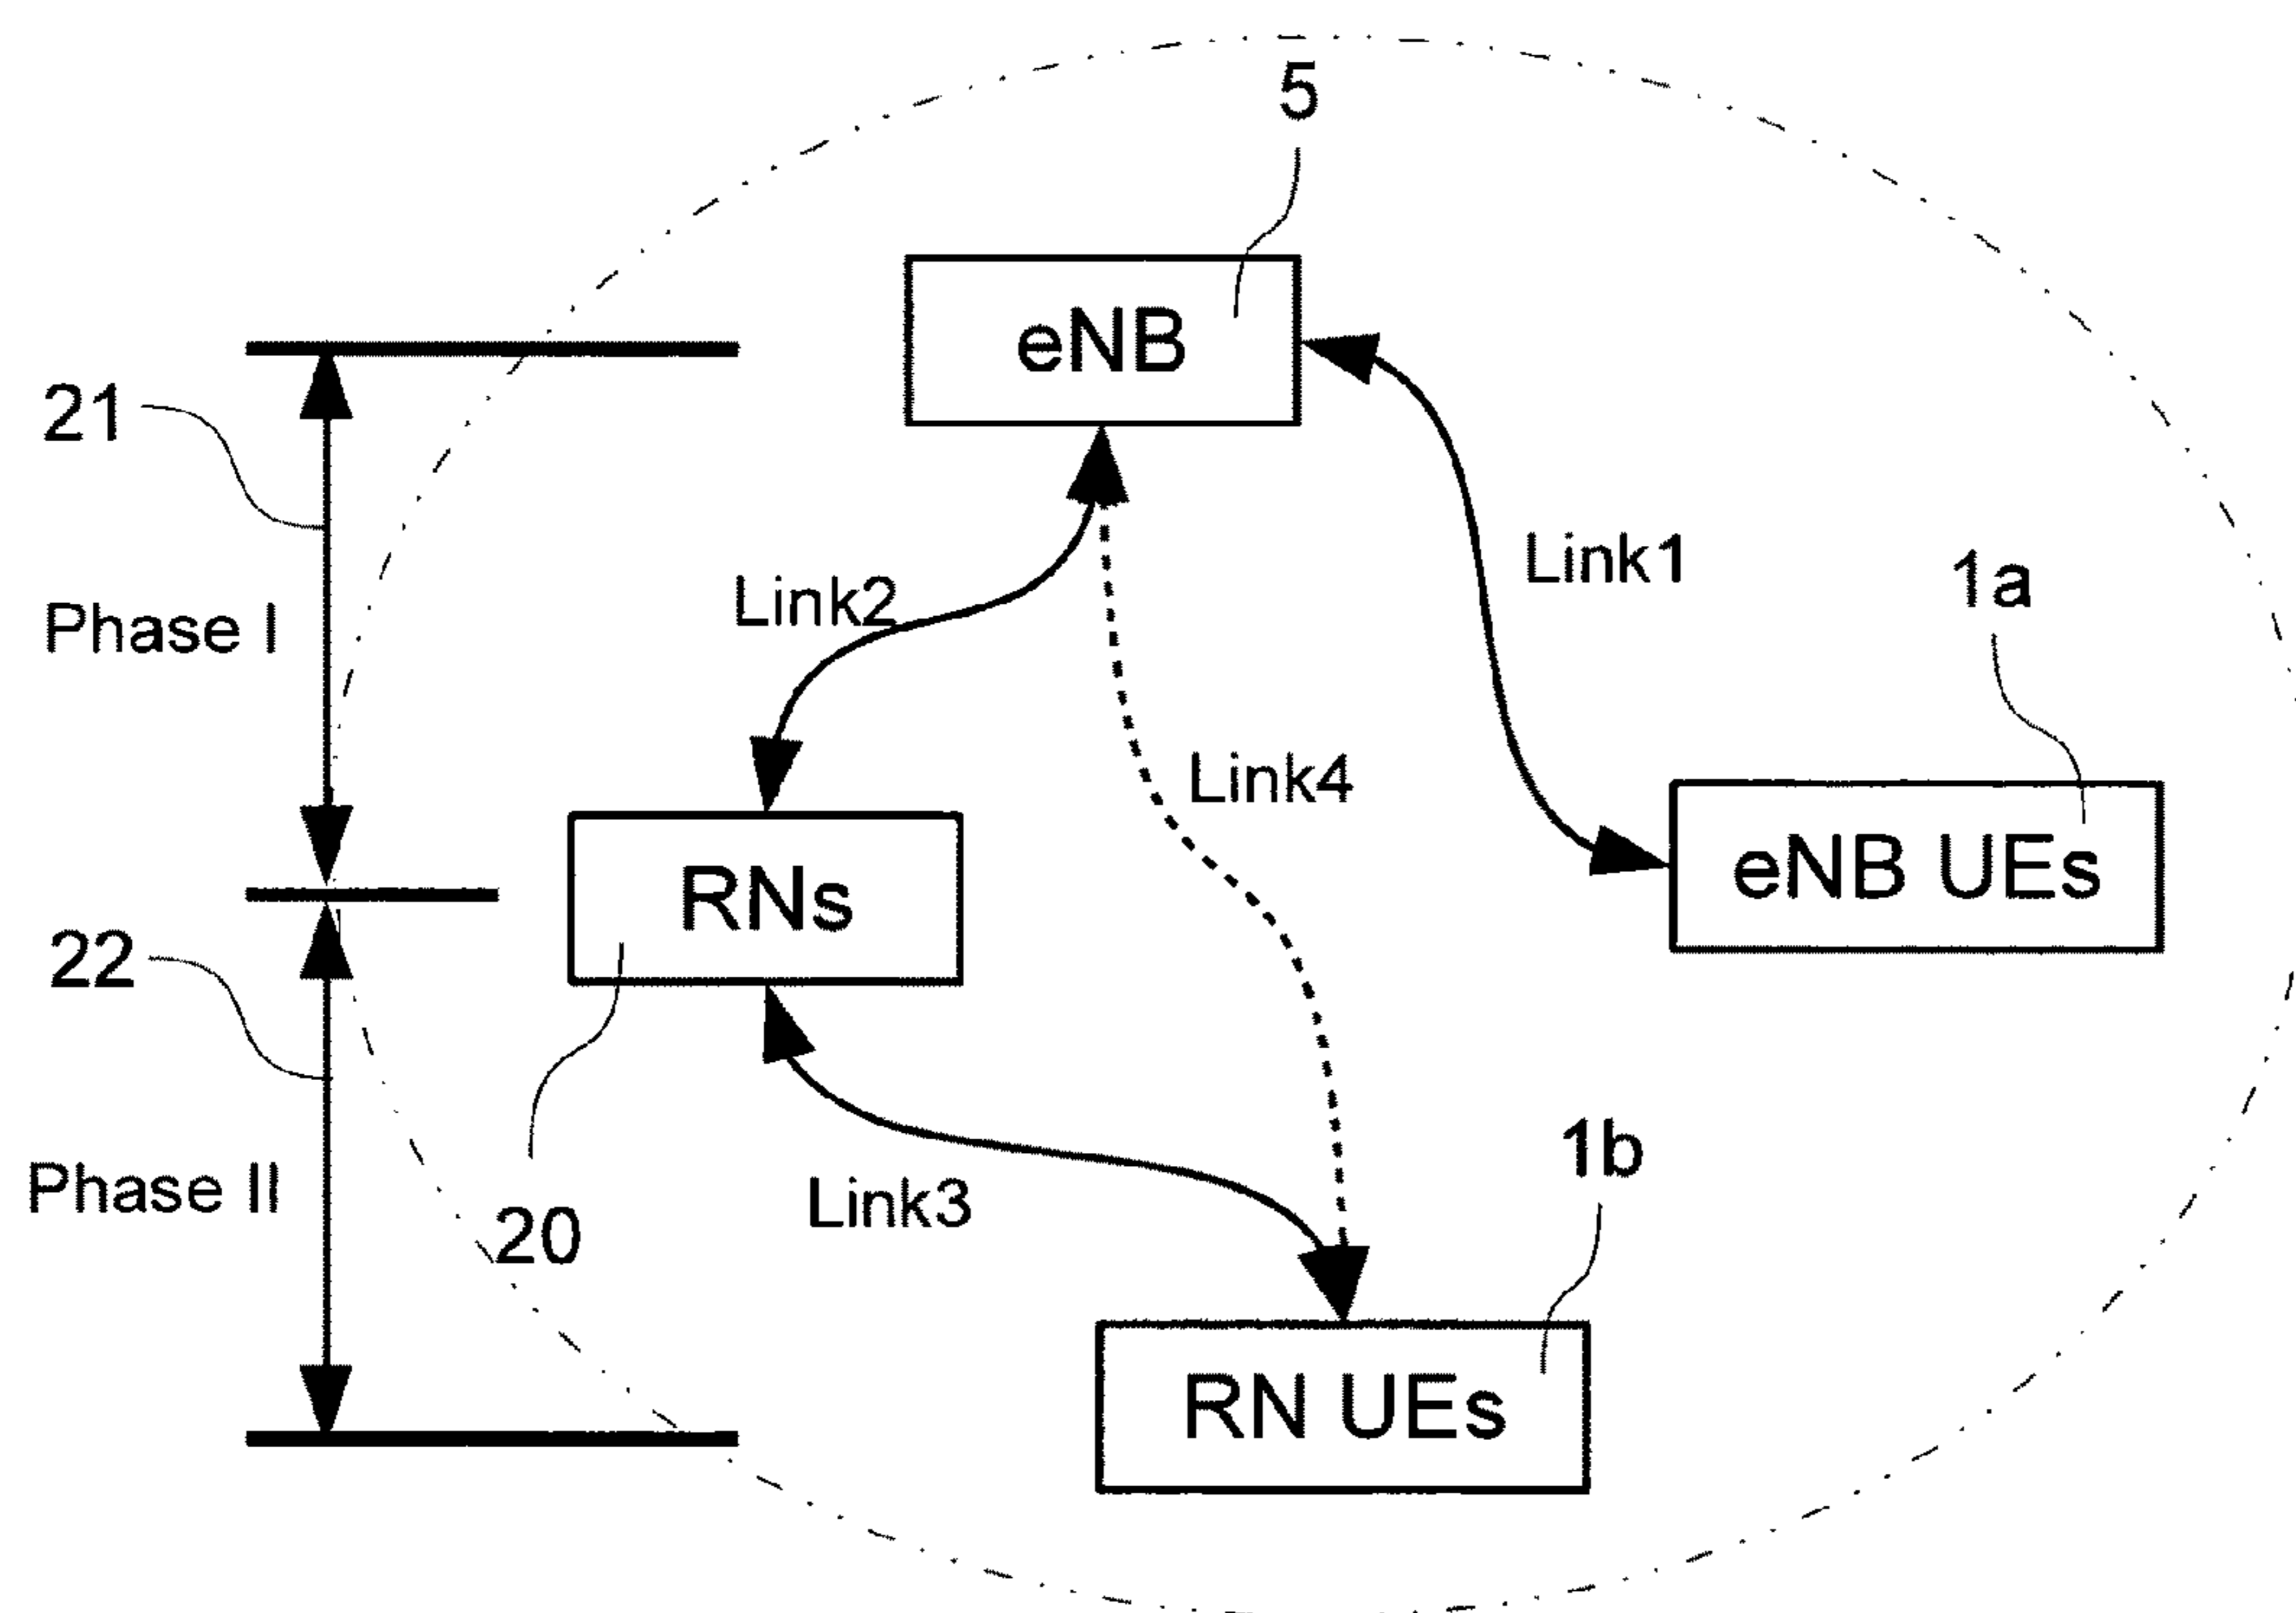 5
eNB
21
Link1
1a
Link2
Phase I
Link4
eNB UEs
RNs
22
1b
Phase II
Link3
20
RN UEs